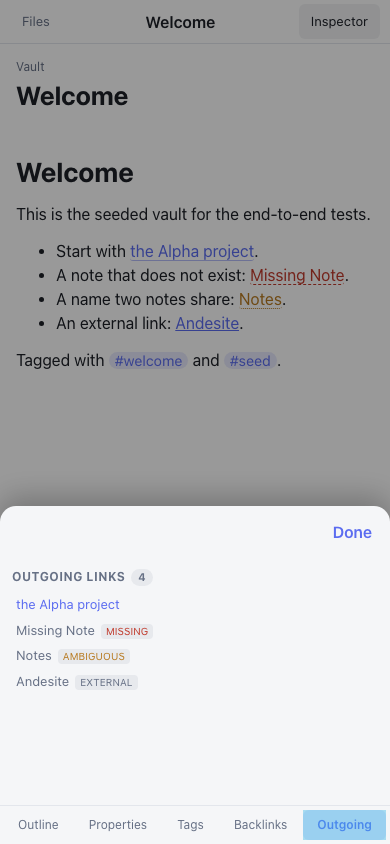 Files Welcome Inspector
Vault
Welcome
Welcome
This is the seeded vault for the end-to-end tests.
• Start with the Alpha project.
• A note that does not exist: Missing Note.
• A name two notes share: Notes.
• An external link: Andesite.
Tagged with #welcome and #seed.
Done
OUTGOING LINKS 4
the Alpha project
Missing Note MISSING
Notes AMBIGUOUS
Andesite EXTERNAL
Outline Properties Tags Backlinks Outgoing